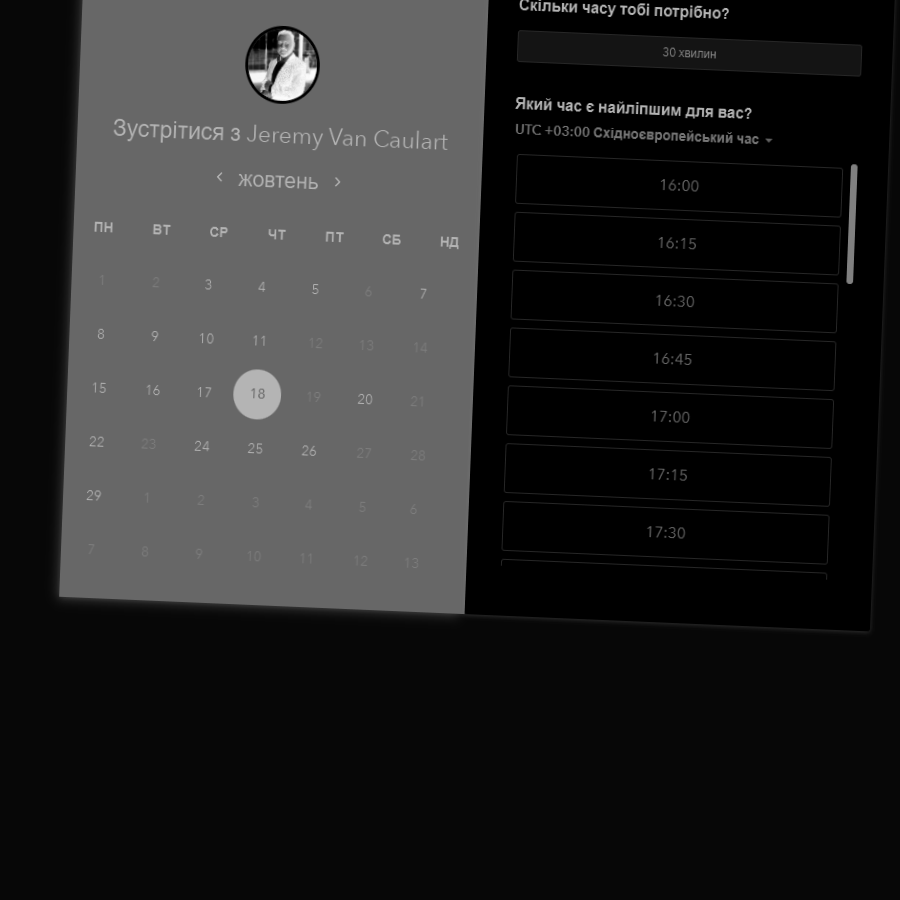 Зустрітися з Jeremy Van Caulart
‹ жовтень ›
ПН ВТ СР ЧТ ПТ СБ НД
1 2 3 4 5 6 7
8 9 10 11 12 13 14
15 16 17 18 19 20 21
22 23 24 25 26 27 28
29 1 2 3 4 5 6
7 8 9 10 11 12 13
Скільки часу тобі потрібно?
30 хвилин
Який час є найліпшим для вас?
UTC +03:00 Східноєвропейський час
16:00
16:15
16:30
16:45
17:00
17:15
17:30